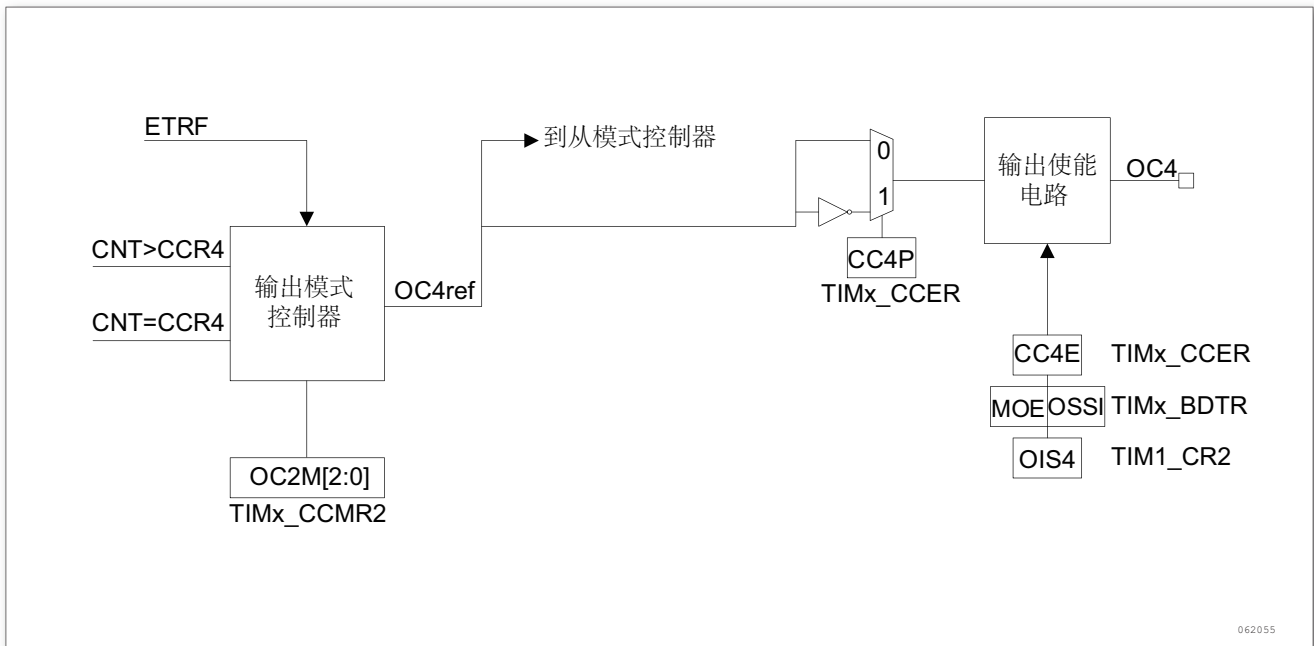 ETRF
到从模式控制器
0
1
输出使能
电路
OC4
CNT>CCR4
CNT=CCR4
输出模式
控制器
OC4ref
CC4P
TIMx_CCER
CC4E
TIMx_CCER
MOE
OSSI
TIMx_BDTR
OIS4
TIM1_CR2
OC2M[2:0]
TIMx_CCMR2
062055